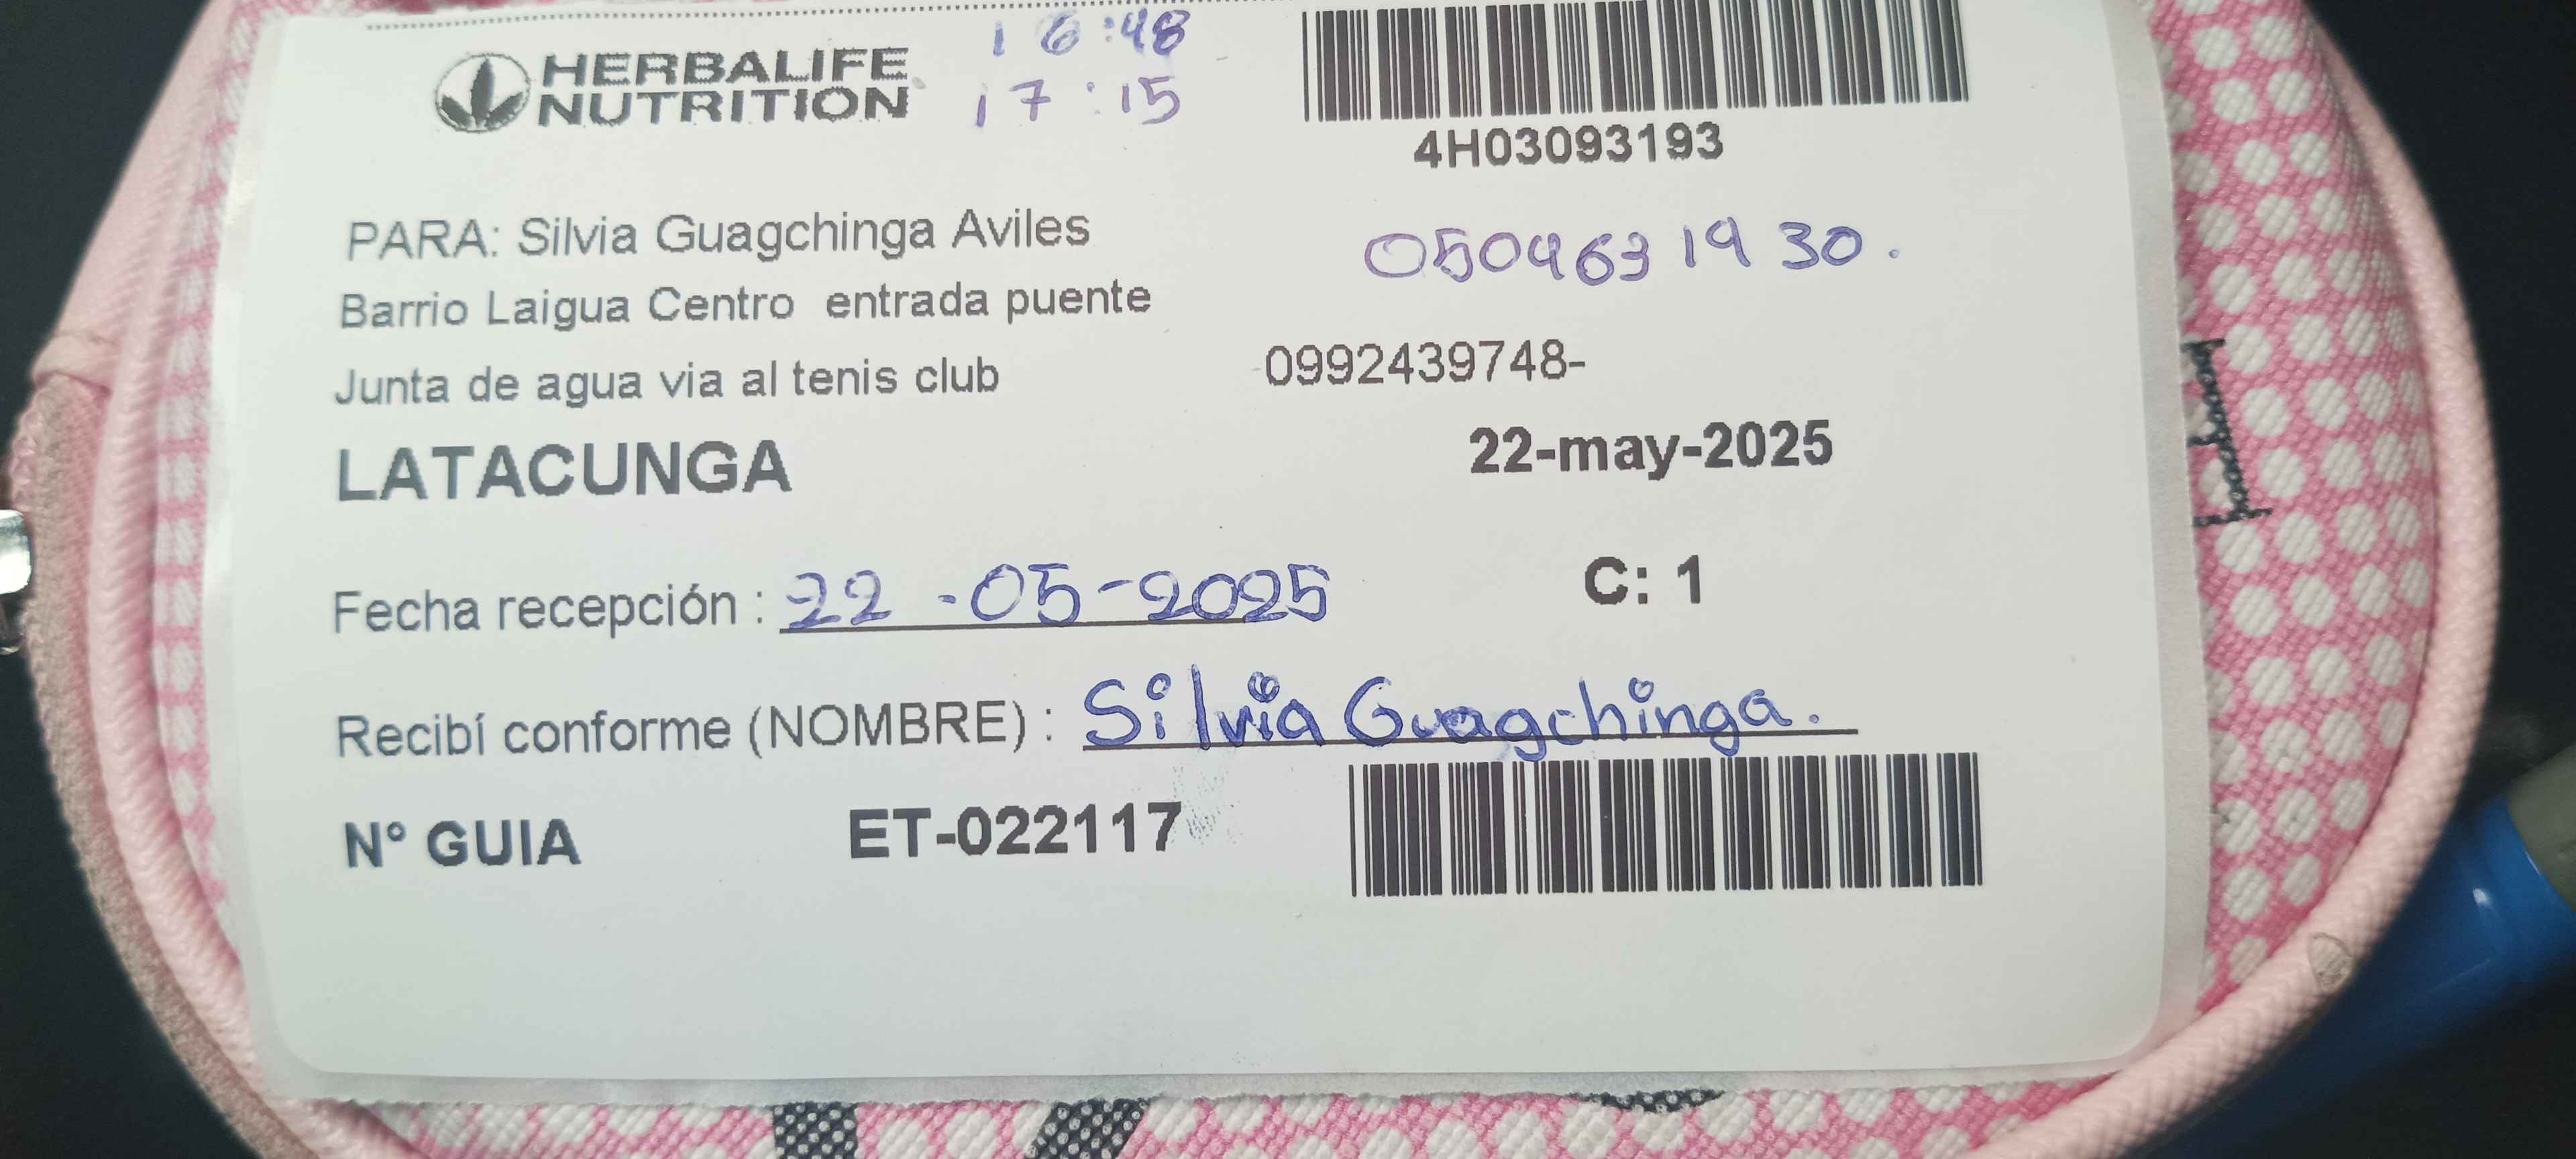 HERBALIFE
NUTRITION
16:48
17:15
4H03093193
PARA: Silvia Guagchinga Aviles
0504631930.
Barrio Laigua Centro entrada puente
Junta de agua via al tenis club
0992439748-
LATACUNGA
22-may-2025
Fecha recepción : 22-05-2025
C: 1
Recibí conforme (NOMBRE) : Silvia Guagchinga.
N° GUIA ET-022117